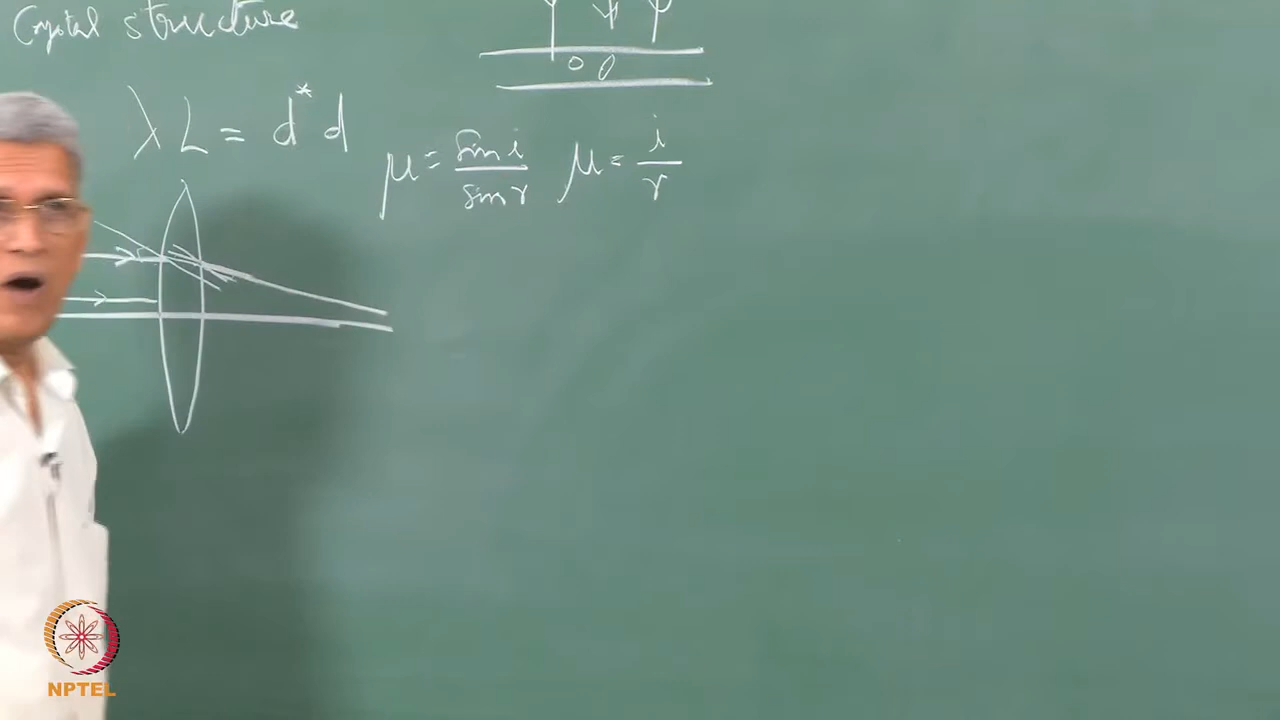 Crystal structure
λL = d* d
μ = sin i / sin r μ = i / r
NPTEL